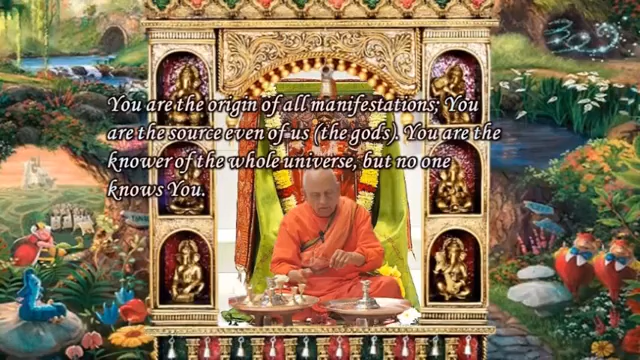 You are the origin of all manifestations; You
are the source even of us (the gods). You are the
knower of the whole universe, but no one
knows You.